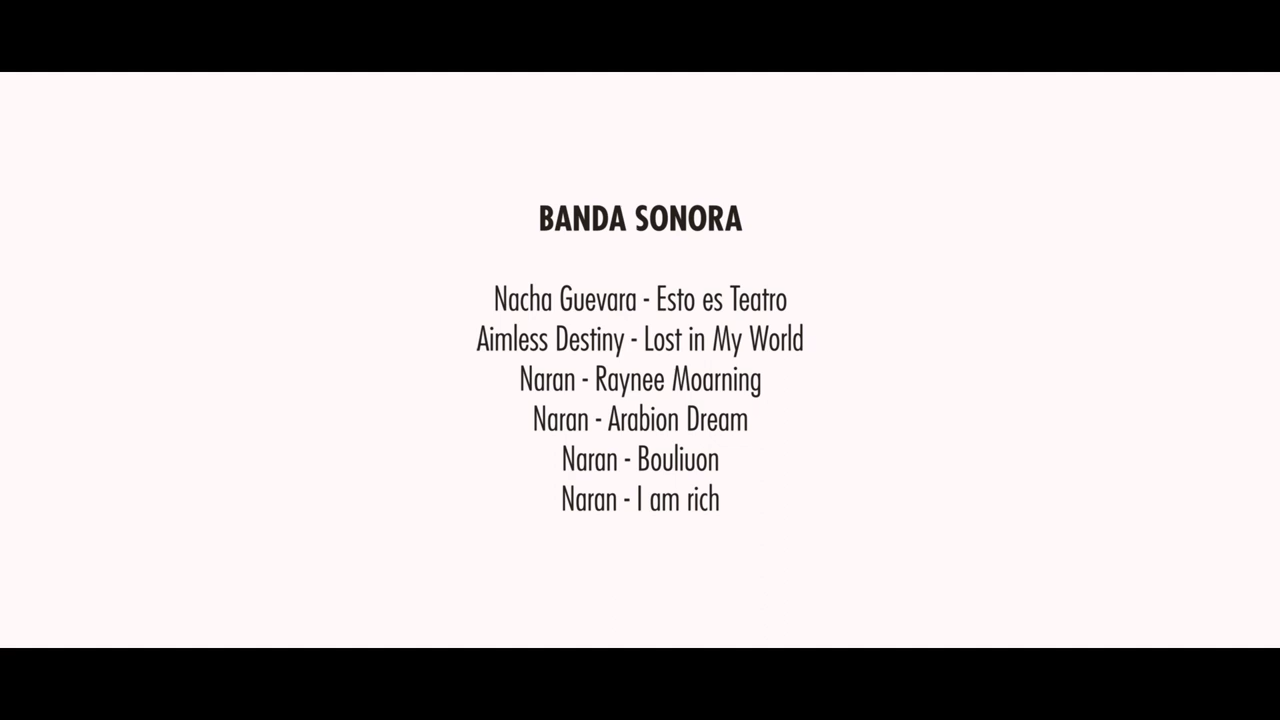 BANDA SONORA
Nacha Guevara - Esto es Teatro
Aimless Destiny - Lost in My World
Naran - Raynee Moarning
Naran - Arabion Dream
Naran - Bouliuon
Naran - I am rich